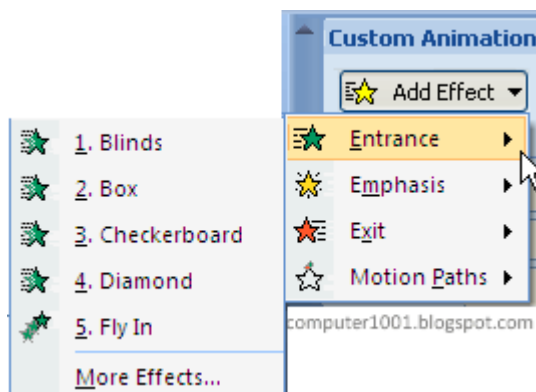 Custom Animation
Add Effect
Entrance
Emphasis
Exit
Motion Paths
1. Blinds
2. Box
3. Checkerboard
4. Diamond
5. Fly In
More Effects...
computer1001.blogspot.com